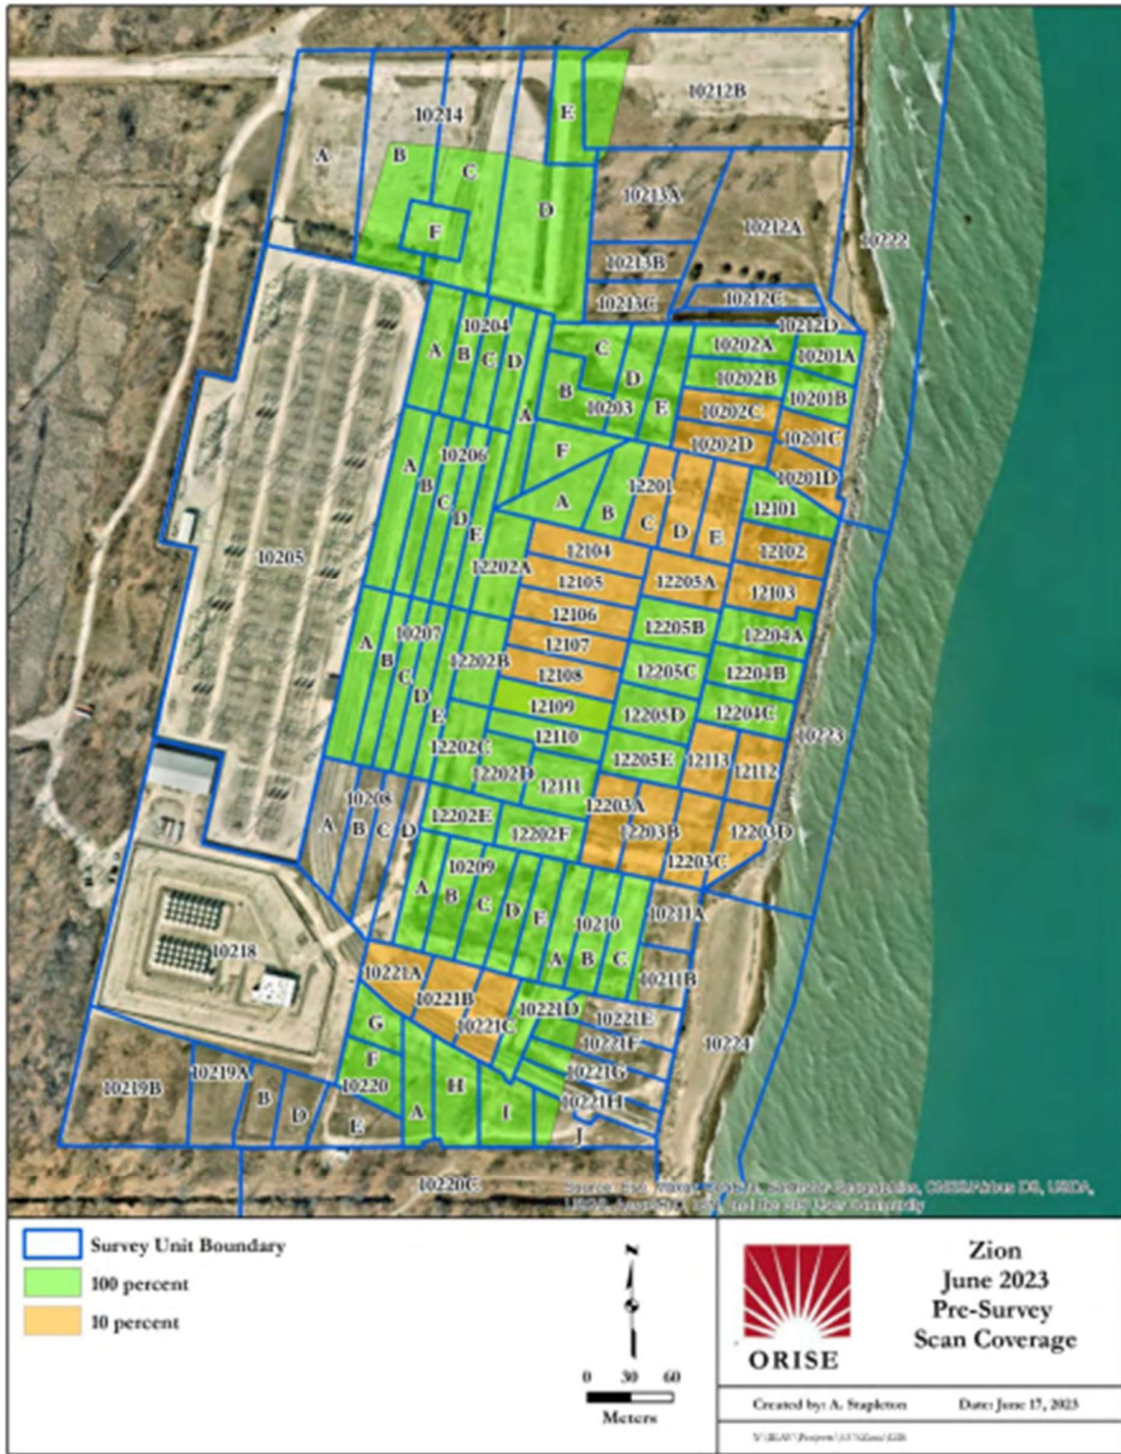 10214
10212B
A
B
C
D
E
F
10213A
10213B
10213C
10212A
10212C
10212D
10222
10204
A
B
C
D
A
C
B
D
E
10203
F
10202A
10202B
10202C
10202D
10201A
10201B
10201C
10201D
10206
A
B
C
D
E
12201
A
B
C
D
E
12101
12102
12103
10205
12202A
12104
12105
12106
12107
12108
12109
12110
12111
12205A
12205B
12205C
12205D
12205E
12204A
12204B
12204C
10207
A
B
C
D
E
12202B
12202C
12202D
12202E
12202F
12113
12112
10223
12203A
12203B
12203C
12203D
10208
A
B
C
D
10209
A
B
C
D
E
10210
A
B
C
10211A
10211B
10218
10221A
10221B
10221C
10221D
10221E
10221F
10221G
10221H
10224
10219B
10219A
B
D
E
G
F
10220
A
H
I
J
10220C
Survey Unit Boundary
100 percent
10 percent
N
0 30 60
Meters
ORISE
Zion
June 2023
Pre-Survey
Scan Coverage
Created by: A. Stapleton Date: June 17, 2023